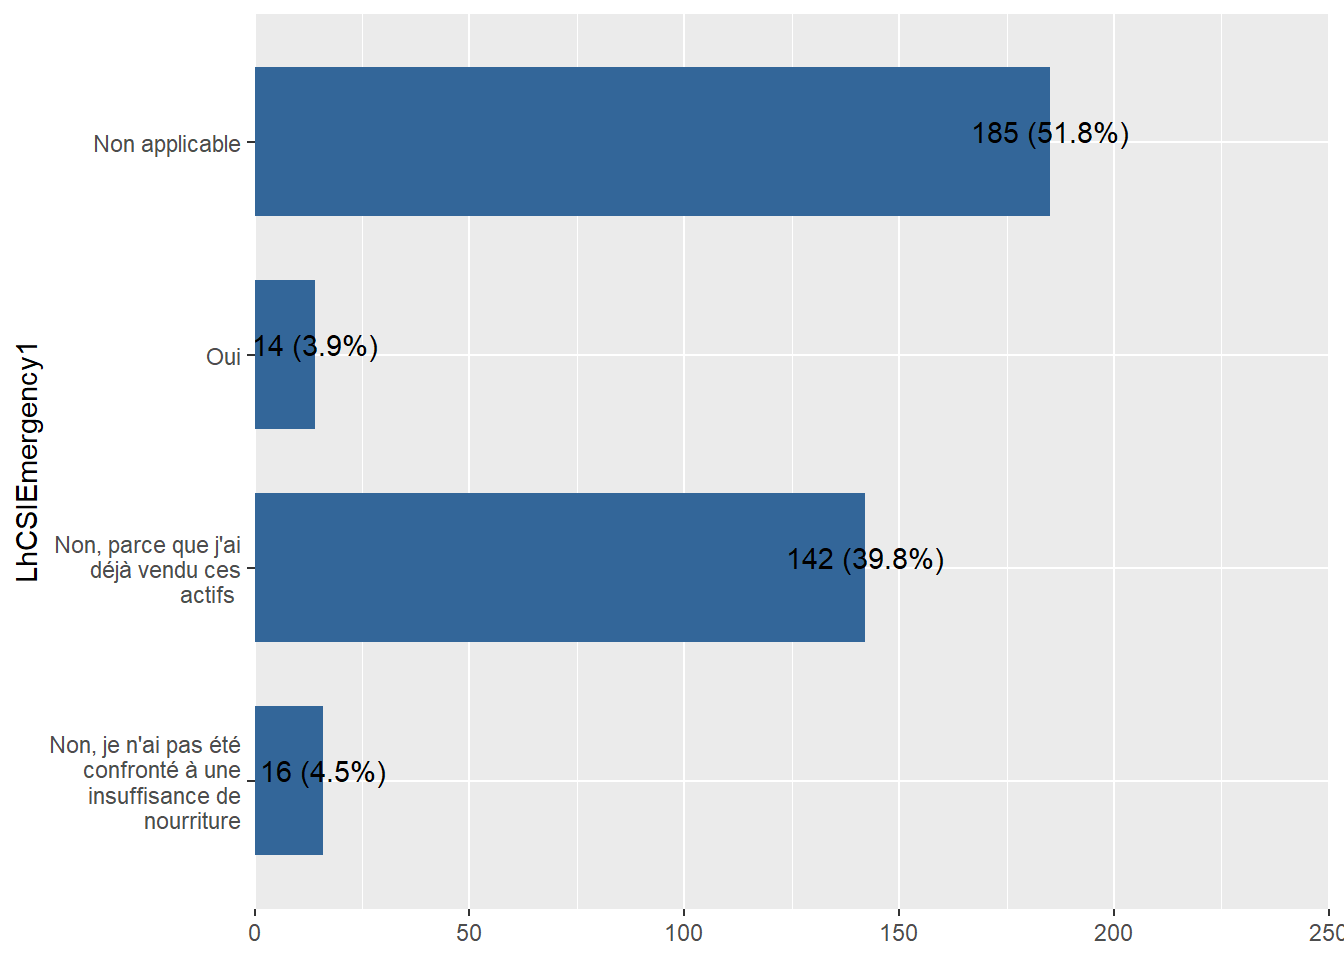 LhCSIEmergency1
Non applicable
185 (51.8%)
Oui
14 (3.9%)
Non, parce que j'ai
déjà vendu ces
actifs
142 (39.8%)
Non, je n'ai pas été
confronté à une
insuffisance de
nourriture
16 (4.5%)
0 50 100 150 200 250